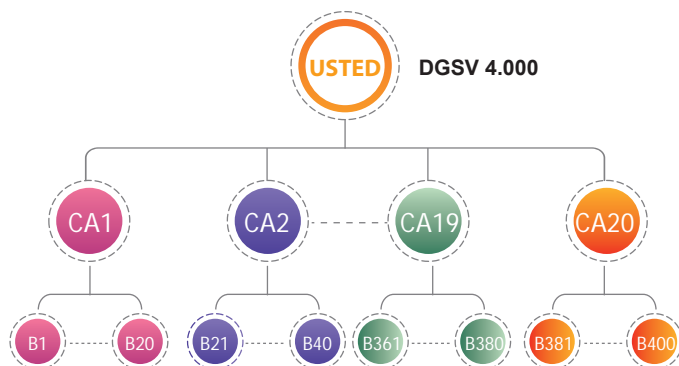 USTED
DGSV 4.000
CA1
CA2
CA19
CA20
B1
B20
B21
B40
B361
B380
B381
B400